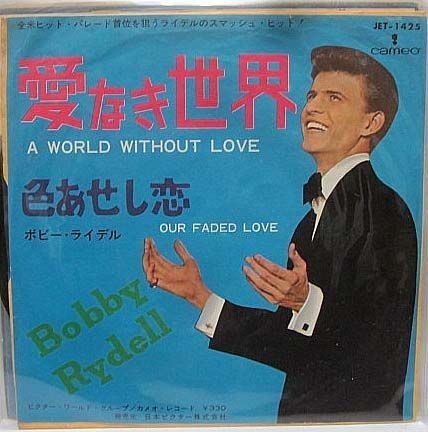 全米ヒット・パレード首位を狙うライデルのスマッシュ・ヒット!
JET-1425
CAMEO
愛なき世界
A WORLD WITHOUT LOVE
色あせし恋
ボビー・ライデル
OUR FADED LOVE
Bobby
Rydell
ビクター・ワールド・グループ/カメオ・レコード ¥330
発売元・日本ビクター株式会社